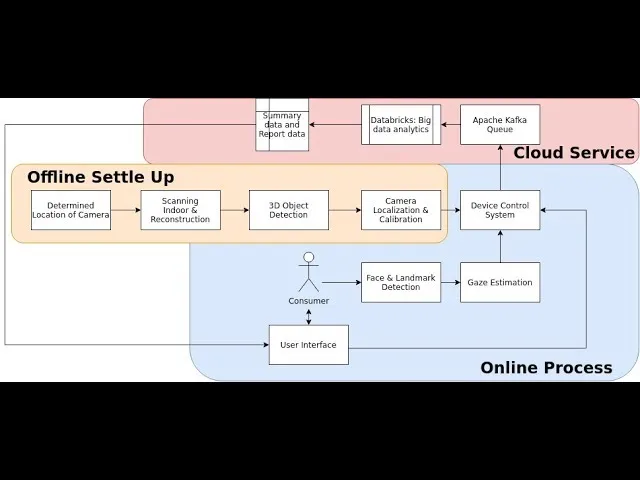 Summary
data and
Report data
Databricks: Big
data analytics
Apache Kafka
Queue
Cloud Service
Offline Settle Up
Determined
Location of Camera
Scanning
Indoor &
Reconstruction
3D Object
Detection
Camera
Localization &
Calibration
Device Control
System
Consumer
Face & Landmark
Detection
Gaze Estimation
User Interface
Online Process